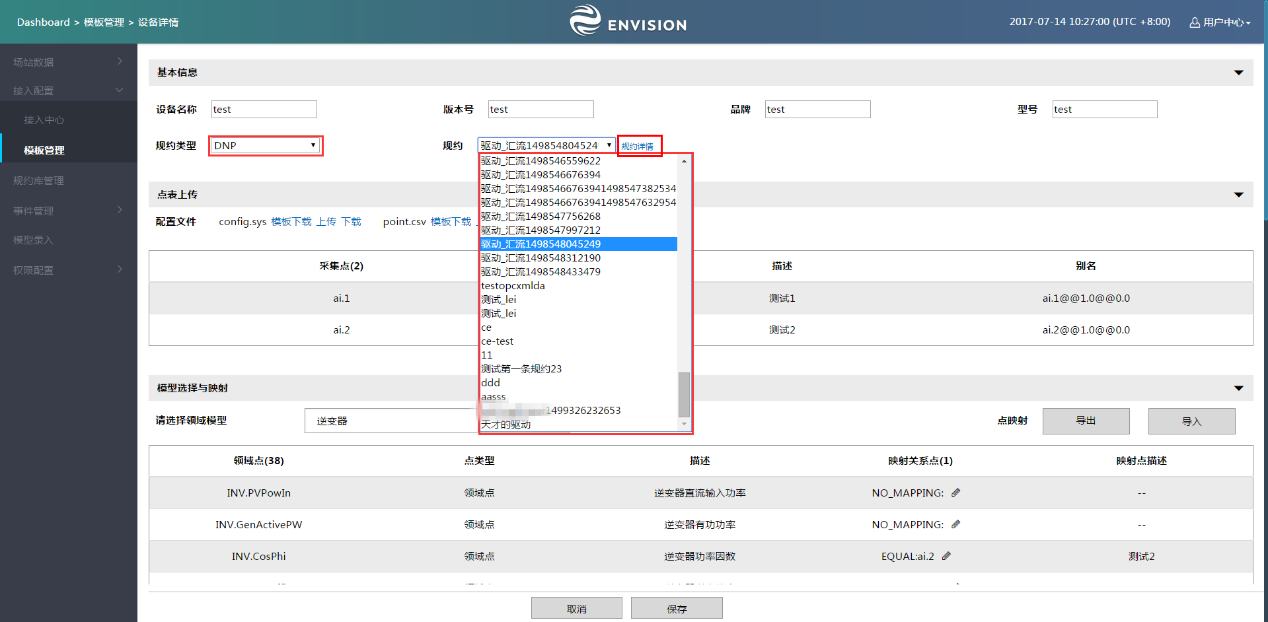 Dashboard > 模板管理 > 设备详情
ENVISION
2017-07-14 10:27:00 (UTC +8:00)
用户中心
场站数据
接入配置
接入中心
模板管理
规约库管理
事件管理
模型录入
权限配置
基本信息
设备名称 test
版本号 test
品牌 test
型号 test
规约类型 DNP
规约 驱动_汇流149854804524 规约详情
驱动_汇流1498546559622
驱动_汇流1498546676394
驱动_汇流14985466763941498547382534
驱动_汇流14985466763941498547632954
驱动_汇流1498547756268
驱动_汇流1498547997212
驱动_汇流1498548045249
驱动_汇流1498548312190
驱动_汇流1498548433479
testopcxmlda
测试_lei
测试_lei
ce
ce-test
11
测试第一条规约23
ddd
aasss
1499326232653
天才的驱动
点表上传
配置文件 config.sys 模板下载 上传 下载 point.csv 模板下载
采集点(2) 描述 别名
ai.1 测试1 ai.1@@1.0@@0.0
ai.2 测试2 ai.2@@1.0@@0.0
模型选择与映射
请选择领域模型 逆变器 点映射 导出 导入
领域点(38) 点类型 描述 映射关系点(1) 映射点描述
INV.PVPowIn 领域点 逆变器直流输入功率 NO_MAPPING: --
INV.GenActivePW 领域点 逆变器有功功率 NO_MAPPING: --
INV.CosPhi 领域点 逆变器功率因数 EQUAL:ai.2 测试2
取消 保存